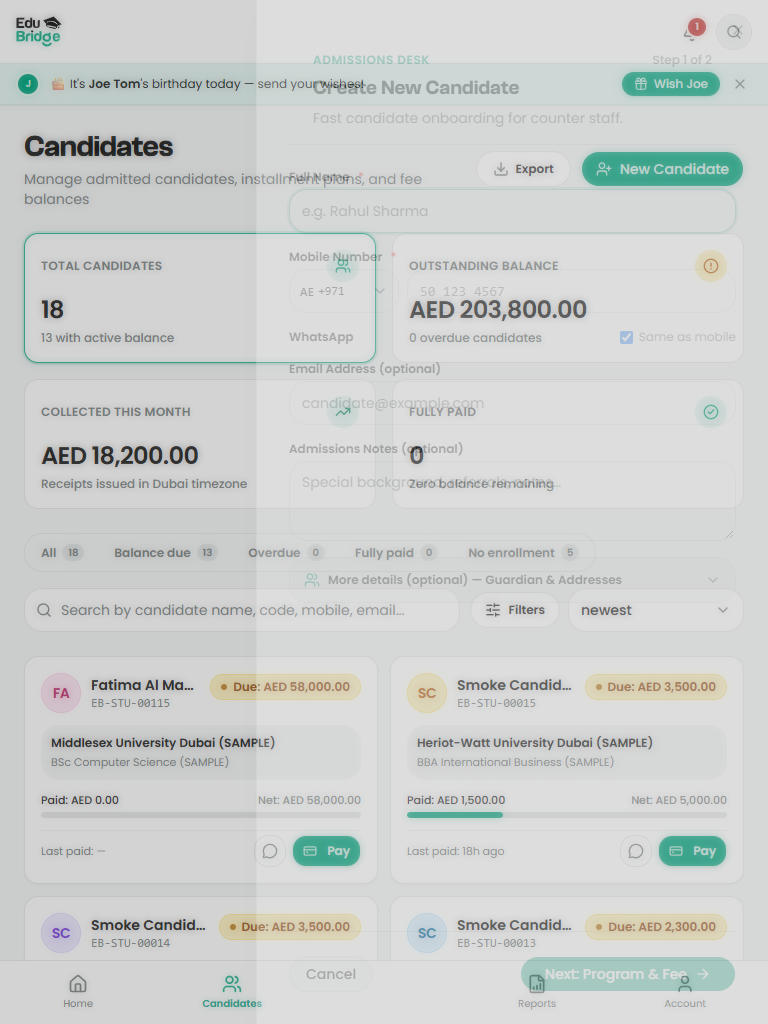 Edu
Bridge
1
ADMISSIONS DESK
Step 1 of 2
J
🎂 It's Joe Tom's birthday today — send your wishes!
Wish Joe
Create New Candidate
Fast candidate onboarding for counter staff.
Candidates
Manage admitted candidates, installment plans, and fee
balances
Export
New Candidate
Full Name *
e.g. Rahul Sharma
Mobile Number *
AE +971
50 123 4567
WhatsApp
Same as mobile
Email Address (optional)
candidate@example.com
Admissions Notes (optional)
Special background, referrals, notes...
More details (optional) — Guardian & Addresses
TOTAL CANDIDATES
18
13 with active balance
OUTSTANDING BALANCE
AED 203,800.00
0 overdue candidates
COLLECTED THIS MONTH
AED 18,200.00
Receipts issued in Dubai timezone
FULLY PAID
0
Zero balance remaining
All 18
Balance due 13
Overdue 0
Fully paid 0
No enrollment 5
Search by candidate name, code, mobile, email...
Filters
newest
FA
Fatima Al Ma...
Due: AED 58,000.00
EB-STU-00115
Middlesex University Dubai (SAMPLE)
BSc Computer Science (SAMPLE)
Paid: AED 0.00
Net: AED 58,000.00
Last paid: —
Pay
SC
Smoke Candid...
Due: AED 3,500.00
EB-STU-00015
Heriot-Watt University Dubai (SAMPLE)
BBA International Business (SAMPLE)
Paid: AED 1,500.00
Net: AED 5,000.00
Last paid: 18h ago
Pay
SC
Smoke Candid...
Due: AED 3,500.00
EB-STU-00014
SC
Smoke Candid...
Due: AED 2,300.00
EB-STU-00013
Cancel
Next: Program & Fee
Home
Candidates
Reports
Account